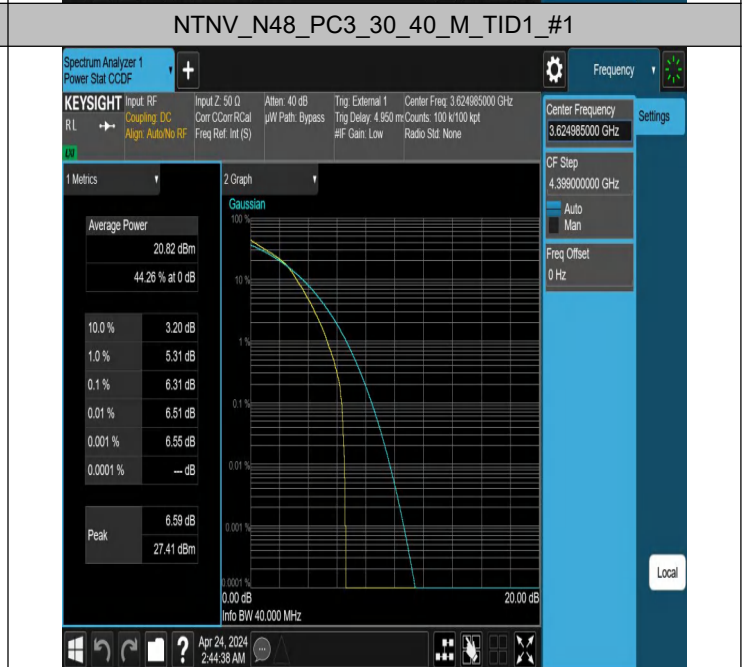 NTNV_N48_PC3_30_40_M_TID1_#1
Spectrum Analyzer 1
Power Stat CCDF
+
Frequency
KEYSIGHT
RL
Input: RF
Coupling: DC
Align: Auto/No RF
Input Z: 50 Ω
Corr CCorr RCal
Freq Ref: Int (S)
Atten: 40 dB
µW Path: Bypass
Trig: External 1
Trig Delay: 4.950 ms
#IF Gain: Low
Center Freq: 3.624985000 GHz
Counts: 100 k/100 kpt
Radio Std: None
Center Frequency
3.624985000 GHz
Settings
CF Step
4.399000000 GHz
Auto
Man
Freq Offset
0 Hz
Local
1 Metrics
Average Power
20.82 dBm
44.26 % at 0 dB
10.0 % 3.20 dB
1.0 % 5.31 dB
0.1 % 6.31 dB
0.01 % 6.51 dB
0.001 % 6.55 dB
0.0001 % --- dB
Peak
6.59 dB
27.41 dBm
2 Graph
Gaussian
100 %
10 %
1 %
0.1 %
0.01 %
0.001 %
0.0001 %
0.00 dB
20.00 dB
Info BW 40.000 MHz
?
Apr 24, 2024
2:44:38 AM